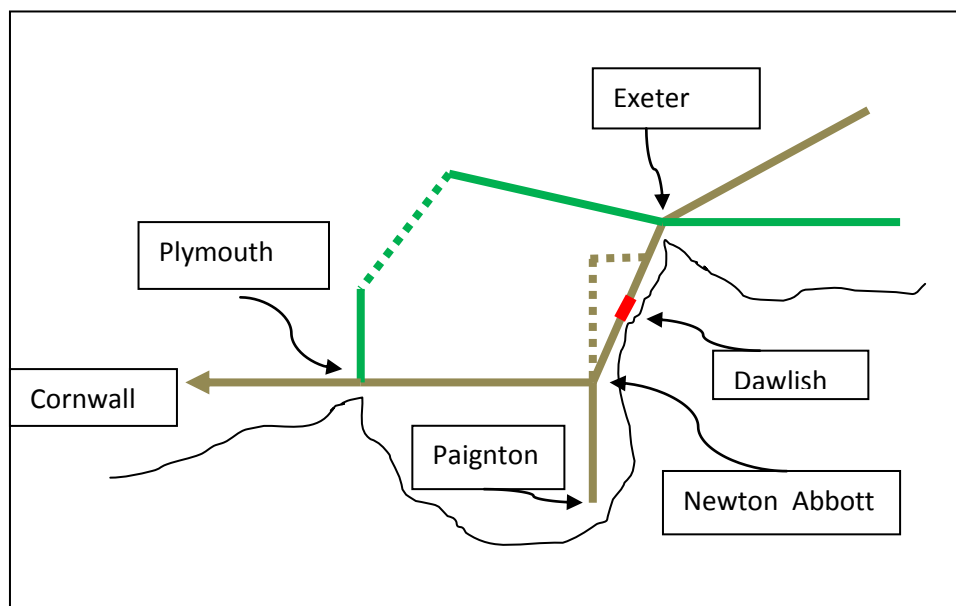 Exeter
Plymouth
Dawlish
Cornwall
Paignton
Newton Abbott